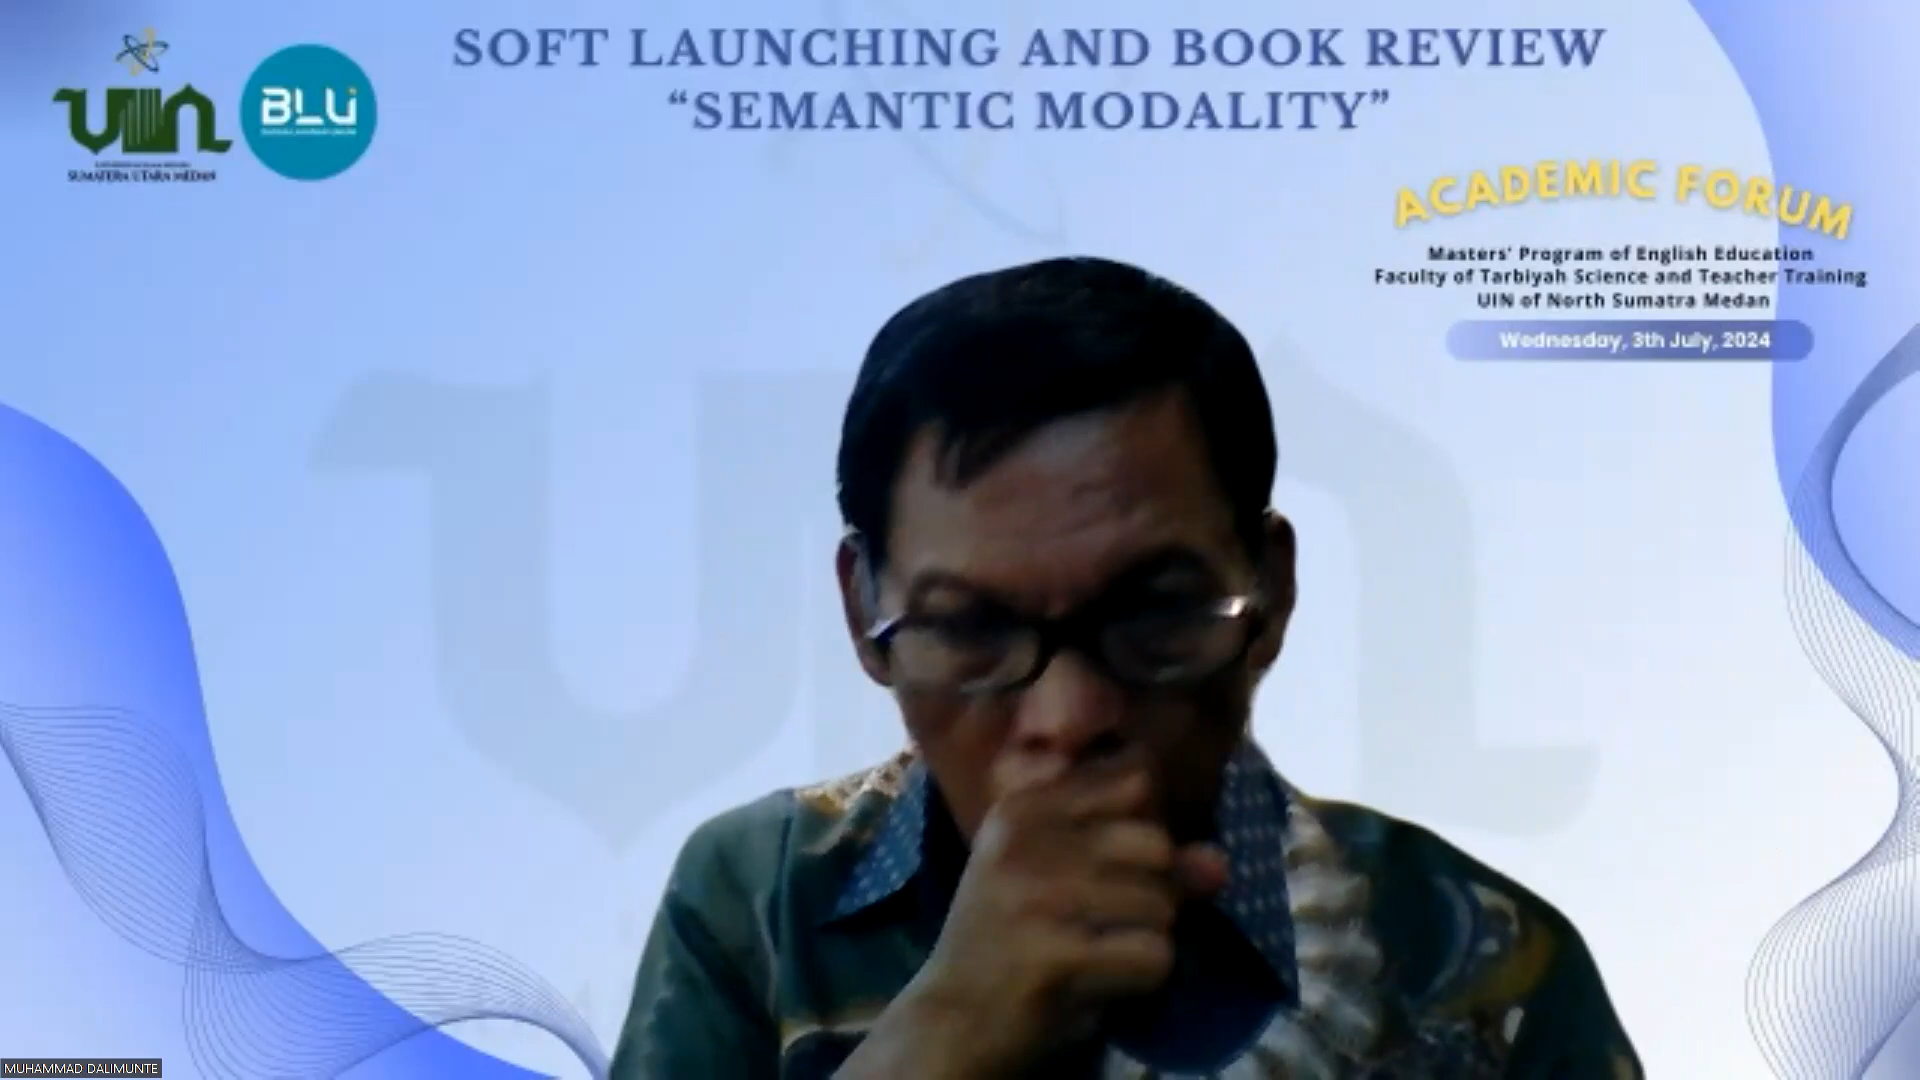 SOFT LAUNCHING AND BOOK REVIEW
“SEMANTIC MODALITY”
UIN
SUMATERA UTARA MEDAN
BLU
ACADEMIC FORUM
Masters' Program of English Education
Faculty of Tarbiyah Science and Teacher Training
UIN of North Sumatra Medan
Wednesday, 3th July, 2024
MUHAMMAD DALIMUNTE